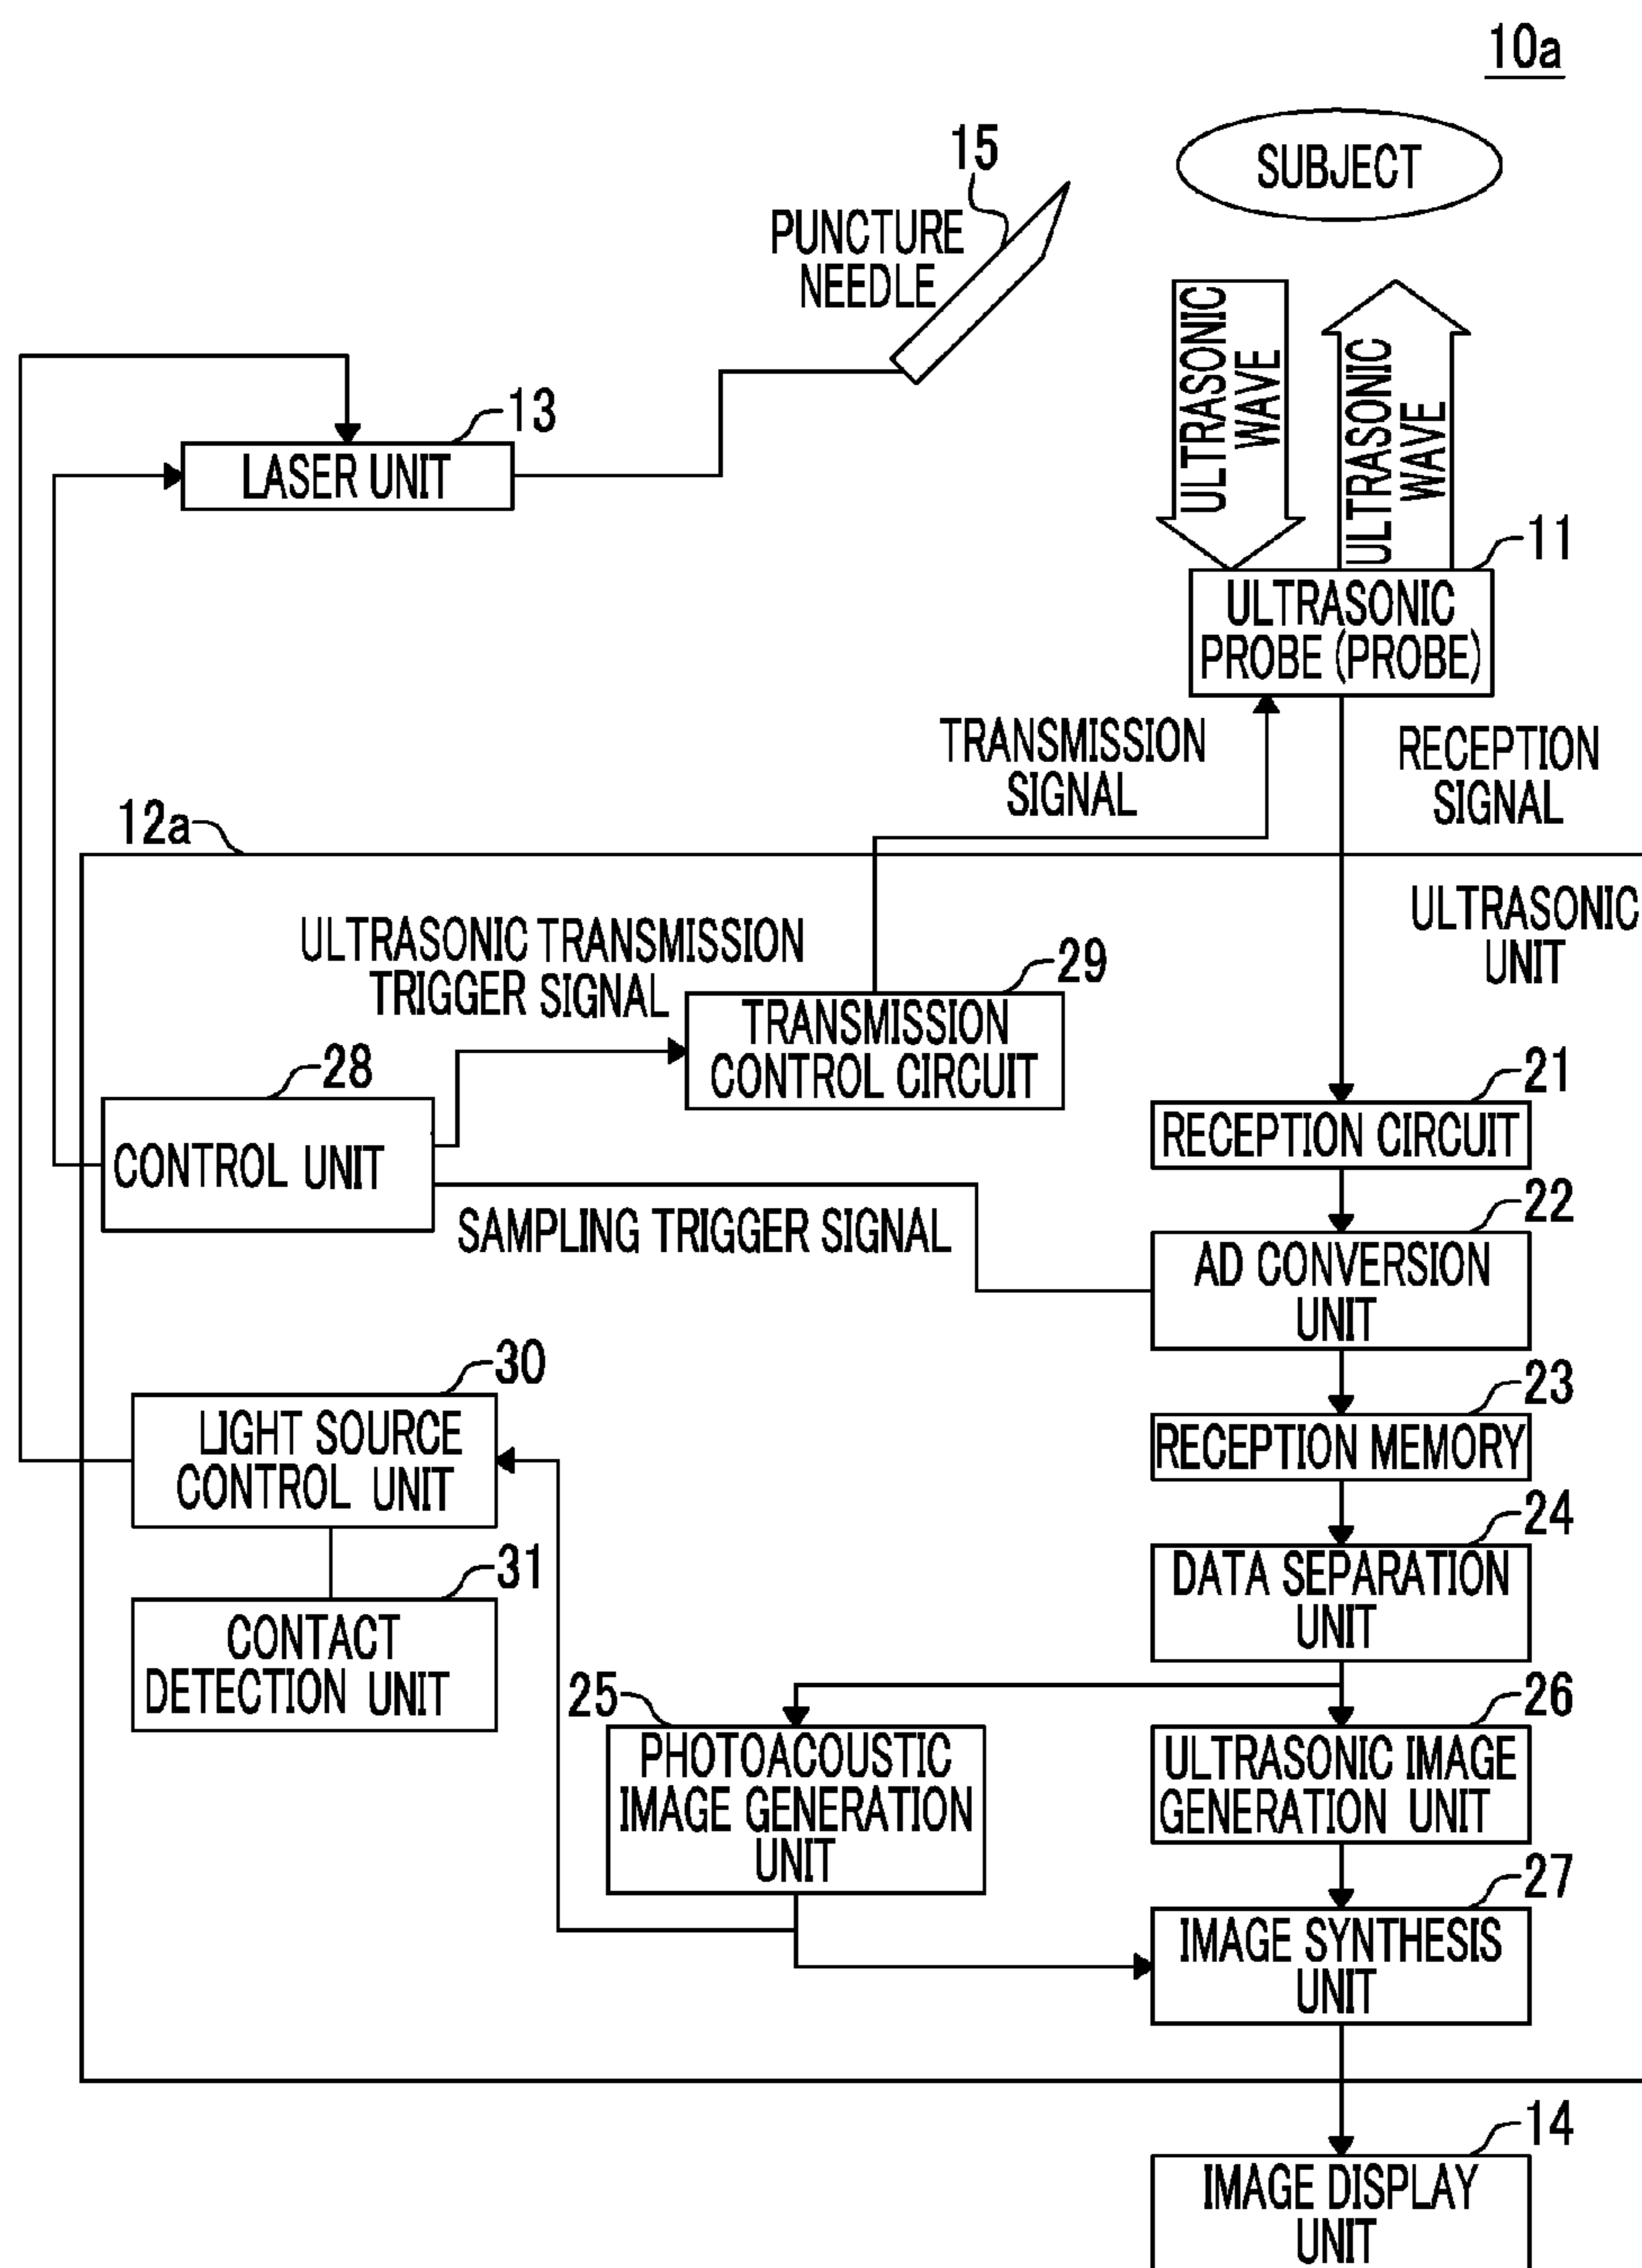 10a
SUBJECT
15
PUNCTURE
NEEDLE
ULTRASONIC
WAVE
ULTRASONIC
WAVE
13
LASER UNIT
11
ULTRASONIC
PROBE (PROBE)
TRANSMISSION
SIGNAL
RECEPTION
SIGNAL
12a
ULTRASONIC
UNIT
ULTRASONIC TRANSMISSION
TRIGGER SIGNAL
29
TRANSMISSION
CONTROL CIRCUIT
28
CONTROL UNIT
21
RECEPTION CIRCUIT
SAMPLING TRIGGER SIGNAL
22
AD CONVERSION
UNIT
30
LIGHT SOURCE
CONTROL UNIT
23
RECEPTION MEMORY
24
DATA SEPARATION
UNIT
31
CONTACT
DETECTION UNIT
25
PHOTOACOUSTIC
IMAGE GENERATION
UNIT
26
ULTRASONIC IMAGE
GENERATION UNIT
27
IMAGE SYNTHESIS
UNIT
14
IMAGE DISPLAY
UNIT